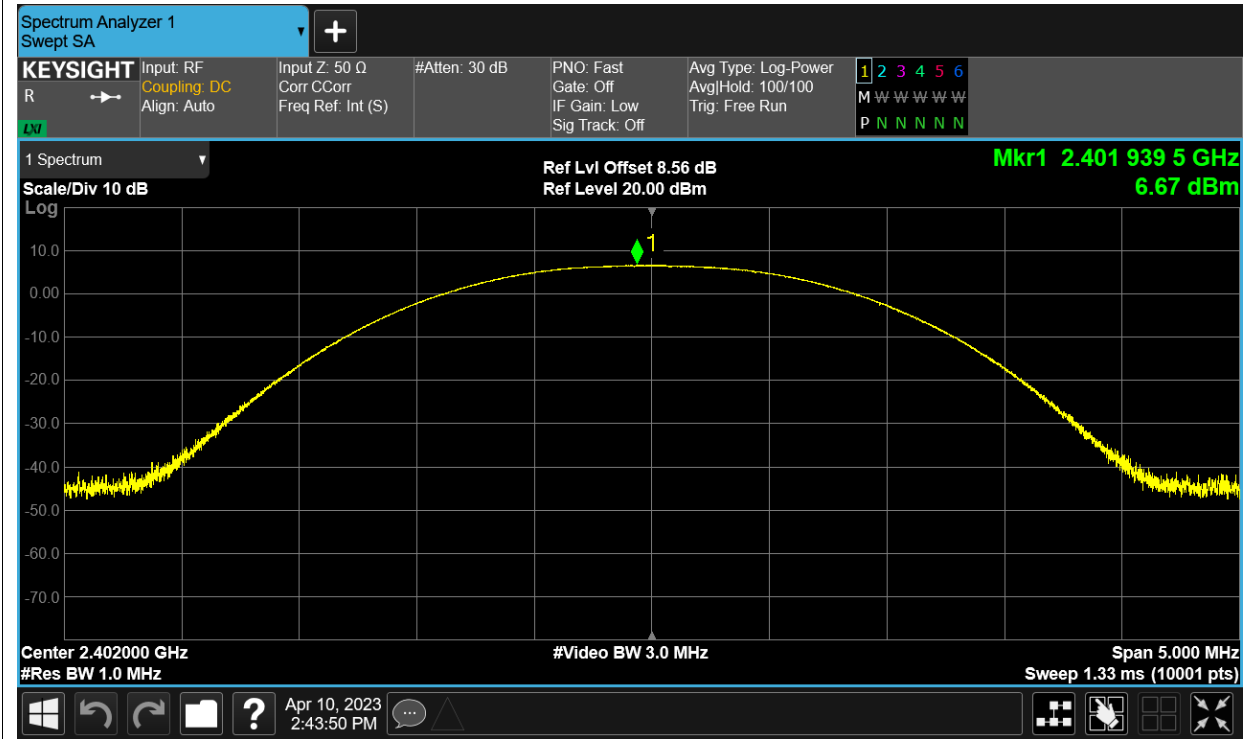 Spectrum Analyzer 1
Swept SA
+
KEYSIGHT
R
LXI
Input: RF
Coupling: DC
Align: Auto
Input Z: 50 Ω
Corr CCorr
Freq Ref: Int (S)
#Atten: 30 dB
PNO: Fast
Gate: Off
IF Gain: Low
Sig Track: Off
Avg Type: Log-Power
Avg|Hold: 100/100
Trig: Free Run
1 2 3 4 5 6
M W W W W W
P N N N N N
1 Spectrum
Scale/Div 10 dB
Log
Ref Lvl Offset 8.56 dB
Ref Level 20.00 dBm
Mkr1 2.401 939 5 GHz
6.67 dBm
1
10.0
0.00
-10.0
-20.0
-30.0
-40.0
-50.0
-60.0
-70.0
Center 2.402000 GHz
#Res BW 1.0 MHz
#Video BW 3.0 MHz
Span 5.000 MHz
Sweep 1.33 ms (10001 pts)
?
Apr 10, 2023
2:43:50 PM